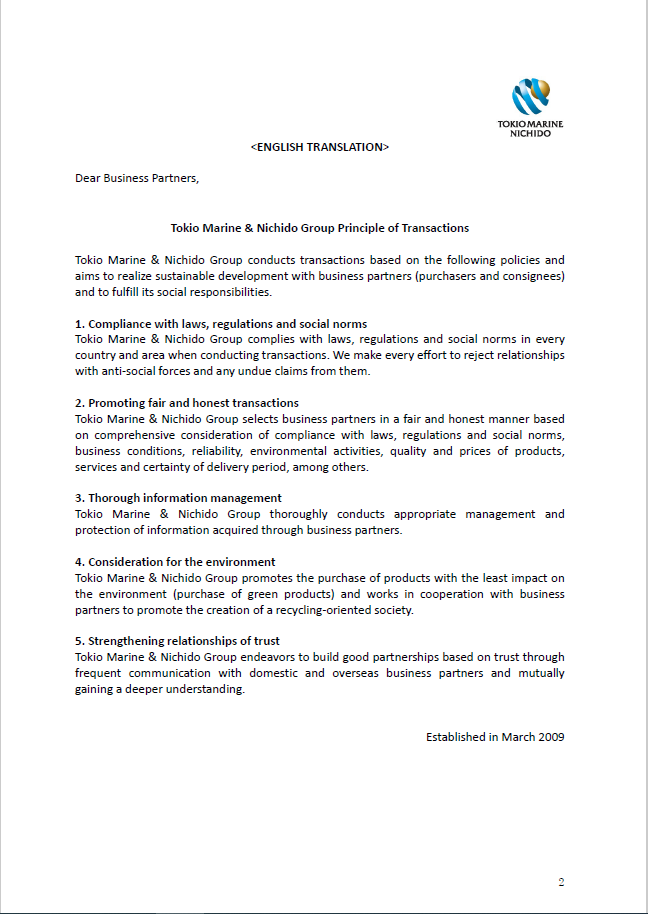 TOKIO MARINE
NICHIDO
<ENGLISH TRANSLATION>
Dear Business Partners,
Tokio Marine & Nichido Group Principle of Transactions
Tokio Marine & Nichido Group conducts transactions based on the following policies and
aims to realize sustainable development with business partners (purchasers and consignees)
and to fulfill its social responsibilities.
1. Compliance with laws, regulations and social norms
Tokio Marine & Nichido Group complies with laws, regulations and social norms in every
country and area when conducting transactions. We make every effort to reject relationships
with anti-social forces and any undue claims from them.
2. Promoting fair and honest transactions
Tokio Marine & Nichido Group selects business partners in a fair and honest manner based
on comprehensive consideration of compliance with laws, regulations and social norms,
business conditions, reliability, environmental activities, quality and prices of products,
services and certainty of delivery period, among others.
3. Thorough information management
Tokio Marine & Nichido Group thoroughly conducts appropriate management and
protection of information acquired through business partners.
4. Consideration for the environment
Tokio Marine & Nichido Group promotes the purchase of products with the least impact on
the environment (purchase of green products) and works in cooperation with business
partners to promote the creation of a recycling-oriented society.
5. Strengthening relationships of trust
Tokio Marine & Nichido Group endeavors to build good partnerships based on trust through
frequent communication with domestic and overseas business partners and mutually
gaining a deeper understanding.
Established in March 2009
2